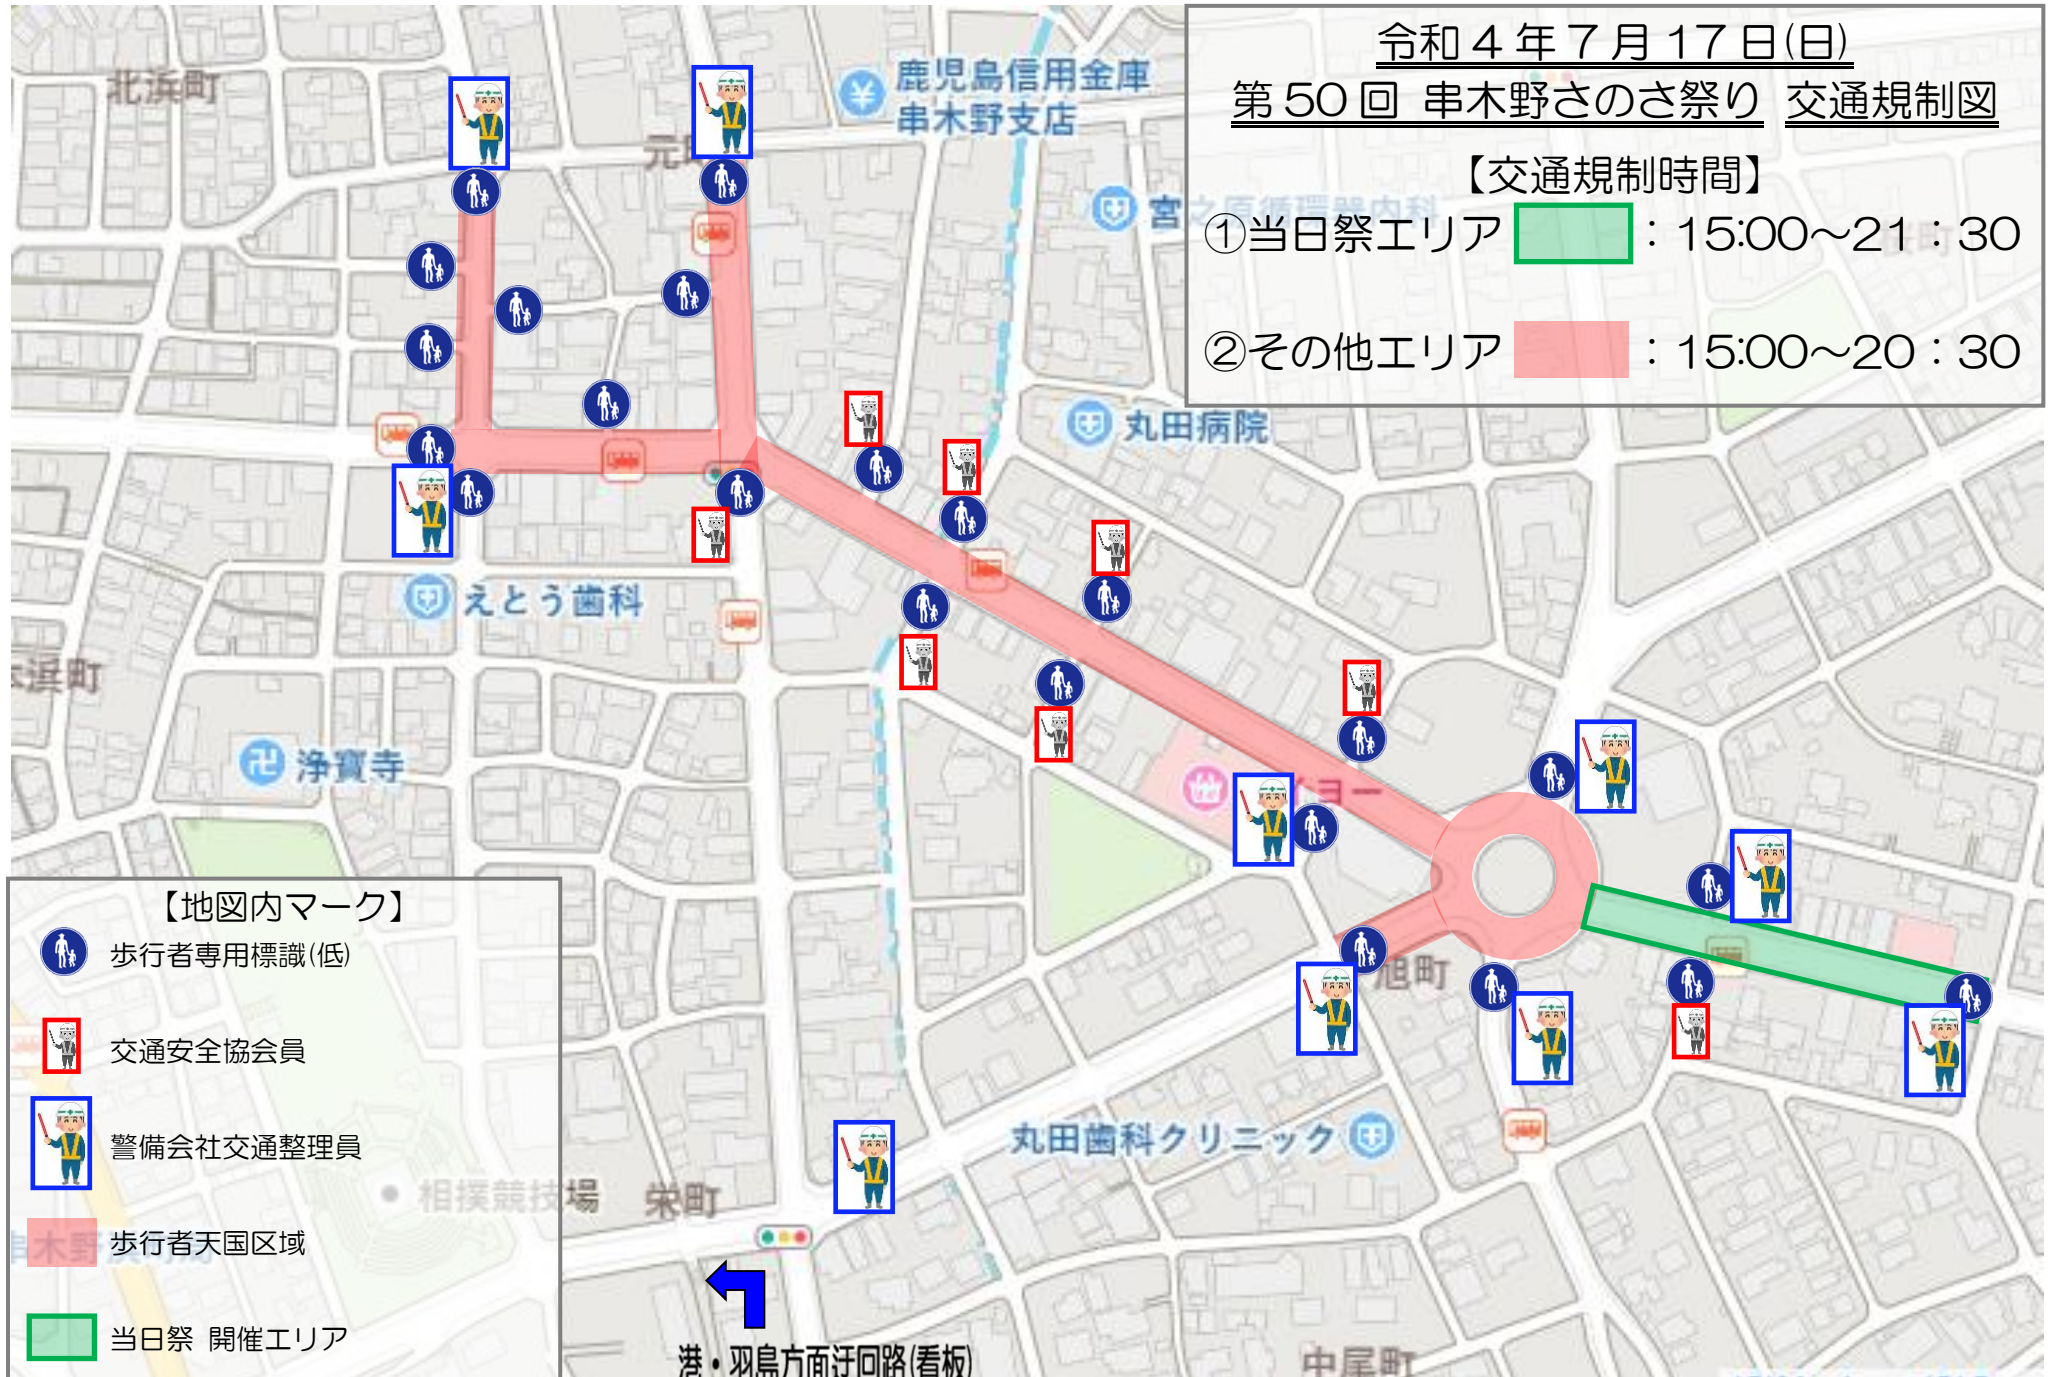 令和4年7月17日(日)
第50回 串木野さのさ祭り 交通規制図
【交通規制時間】
①当日祭エリア ：15:00～21：30
②その他エリア ：15:00～20：30
北浜町
鹿児島信用金庫
串木野支店
元町
丸田病院
えとう歯科
浜町
浄寳寺
旭町
丸田歯科クリニック
栄町
相撲競技場
港・羽島方面迂回路(看板)
中尾町
【地図内マーク】
歩行者専用標識(低)
交通安全協会員
警備会社交通整理員
歩行者天国区域
当日祭 開催エリア